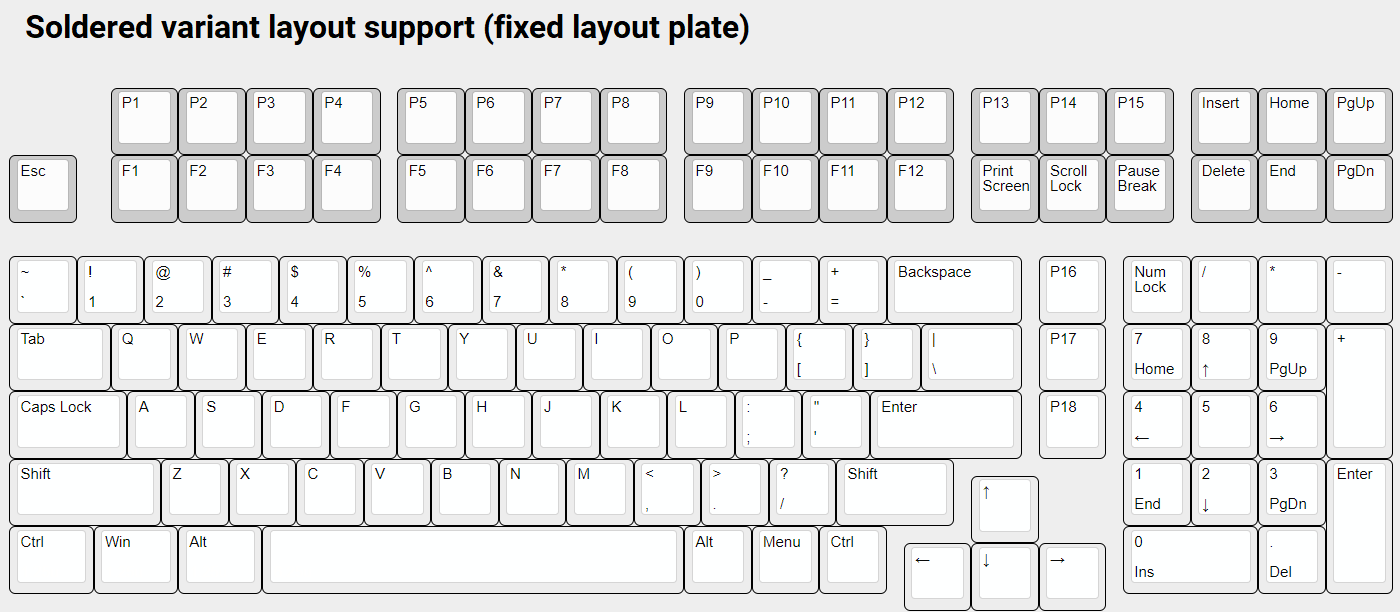 Soldered variant layout support (fixed layout plate)
P1 P2 P3 P4 P5 P6 P7 P8 P9 P10 P11 P12 P13 P14 P15 Insert Home PgUp
Esc F1 F2 F3 F4 F5 F6 F7 F8 F9 F10 F11 F12 Print Scroll Pause Delete End PgDn
Screen Lock Break
~ ! @ # $ % ^ & * ( ) _ + Backspace P16 Num / * -
Lock
` 1 2 3 4 5 6 7 8 9 0 - =
Tab Q W E R T Y U I O P { } | P17 7 8 9 +
[ ] \ Home ↑ PgUp
Caps Lock A S D F G H J K L : " Enter P18 4 5 6
; ' ← →
Shift Z X C V B N M < > ? Shift ↑ 1 2 3 Enter
, . / End ↓ PgDn
Ctrl Win Alt Alt Menu Ctrl ← ↓ → 0 .
Ins Del